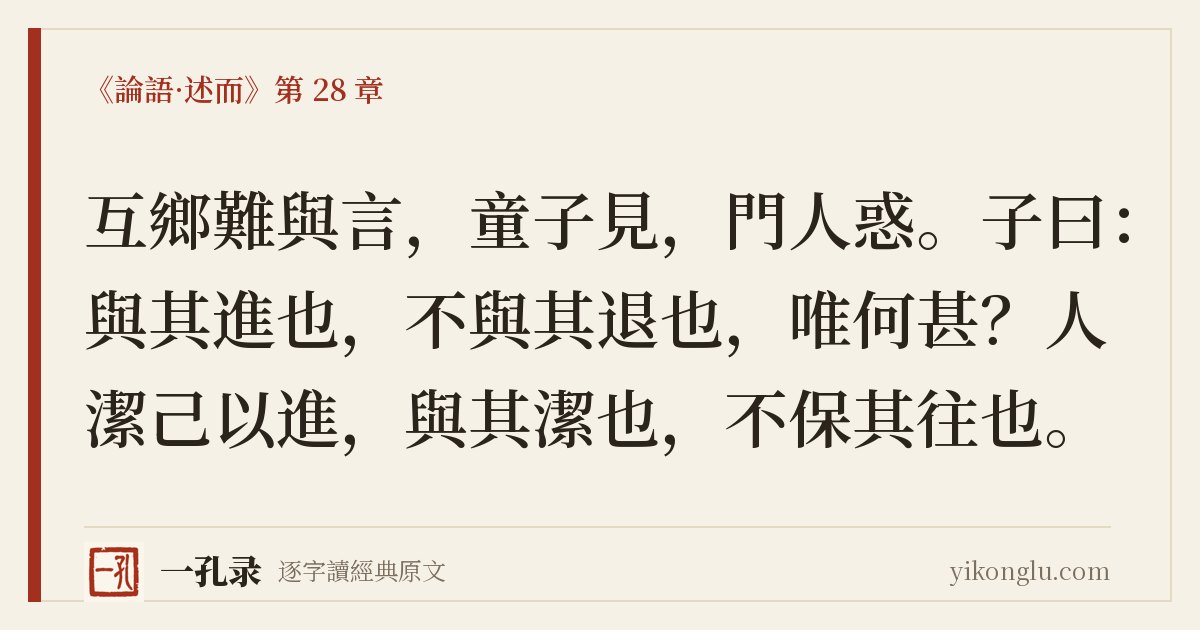 《論語·述而》第 28 章
互鄉難與言，童子見，門人惑。子曰：
與其進也，不與其退也，唯何甚？人
潔己以進，與其潔也，不保其往也。
一孔
一孔录 逐字讀經典原文 yikonglu.com